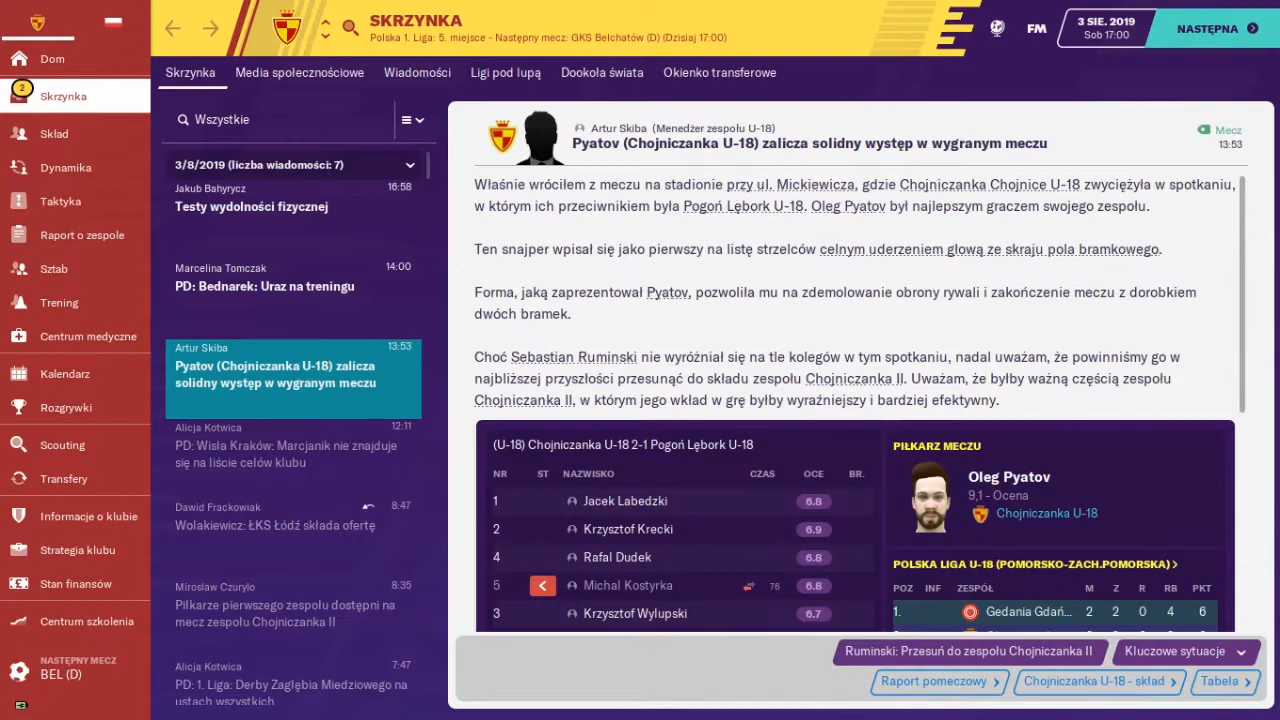 SKRZYNKA
Polska 1. Liga: 5. miejsce - Następny mecz: GKS Bełchatów (D) (Dzisiaj 17:00)
FM
3 SIE. 2019
Sob 17:00
NASTĘPNA
Dom
2
Skrzynka
Skład
Dynamika
Taktyka
Raport o zespole
Sztab
Trening
Centrum medyczne
Kalendarz
Rozgrywki
Scouting
Transfery
Informacje o klubie
Strategia klubu
Stan finansów
Centrum szkolenia
NASTĘPNY MECZ
BEŁ (D)
Skrzynka Media społecznościowe Wiadomości Ligi pod lupą Dookoła świata Okienko transferowe
Wszystkie
3/8/2019 (liczba wiadomości: 7)
Jakub Bahyrycz 16:58
Testy wydolności fizycznej
Marcelina Tomczak 14:00
PD: Bednarek: Uraz na treningu
Artur Skiba 13:53
Pyatov (Chojniczanka U-18) zalicza
solidny występ w wygranym meczu
Alicja Kotwica 12:11
PD: Wisła Kraków: Marcjanik nie znajduje
się na liście celów klubu
Dawid Frąckowiak 8:47
Wołąkiewicz: ŁKS Łódź składa ofertę
Mirosław Czuryło 8:35
Piłkarze pierwszego zespołu dostępni na
mecz zespołu Chojniczanka II
Alicja Kotwica 7:47
PD: 1. Liga: Derby Zagłębia Miedziowego na
ustach wszystkich
Artur Skiba (Menedżer zespołu U-18)
Pyatov (Chojniczanka U-18) zalicza solidny występ w wygranym meczu
Mecz
13:53
Właśnie wróciłem z meczu na stadionie przy ul. Mickiewicza, gdzie Chojniczanka Chojnice U-18 zwyciężyła w spotkaniu,
w którym ich przeciwnikiem była Pogoń Lębork U-18. Oleg Pyatov był najlepszym graczem swojego zespołu.
Ten snajper wpisał się jako pierwszy na listę strzelców celnym uderzeniem głową ze skraju pola bramkowego.
Forma, jaką zaprezentował Pyatov, pozwoliła mu na zdemolowanie obrony rywali i zakończenie meczu z dorobkiem
dwóch bramek.
Choć Sebastian Rumiński nie wyróżniał się na tle kolegów w tym spotkaniu, nadal uważam, że powinniśmy go w
najbliższej przyszłości przesunąć do składu zespołu Chojniczanka II. Uważam, że byłby ważną częścią zespołu
Chojniczanka II, w którym jego wkład w grę byłby wyraźniejszy i bardziej efektywny.
(U-18) Chojniczanka U-18 2-1 Pogoń Lębork U-18
NR ST NAZWISKO CZAS OCE BR.
1 Jacek Łabędzki 6.8
2 Krzysztof Kręcki 6.9
4 Rafał Dudek 6.8
5 Michał Kostyrka 76 6.8
3 Krzysztof Wyłupski 6.7
PIŁKARZ MECZU
Oleg Pyatov
9,1 - Ocena
Chojniczanka U-18
POLSKA LIGA U-18 (POMORSKO-ZACH.POMORSKA)
POZ INF ZESPÓŁ M Z R RB PKT
1. Gedania Gdań... 2 2 0 4 6
Rumiński: Przesuń do zespołu Chojniczanka II
Kluczowe sytuacje
Raport pomeczowy
Chojniczanka U-18 - skład
Tabela